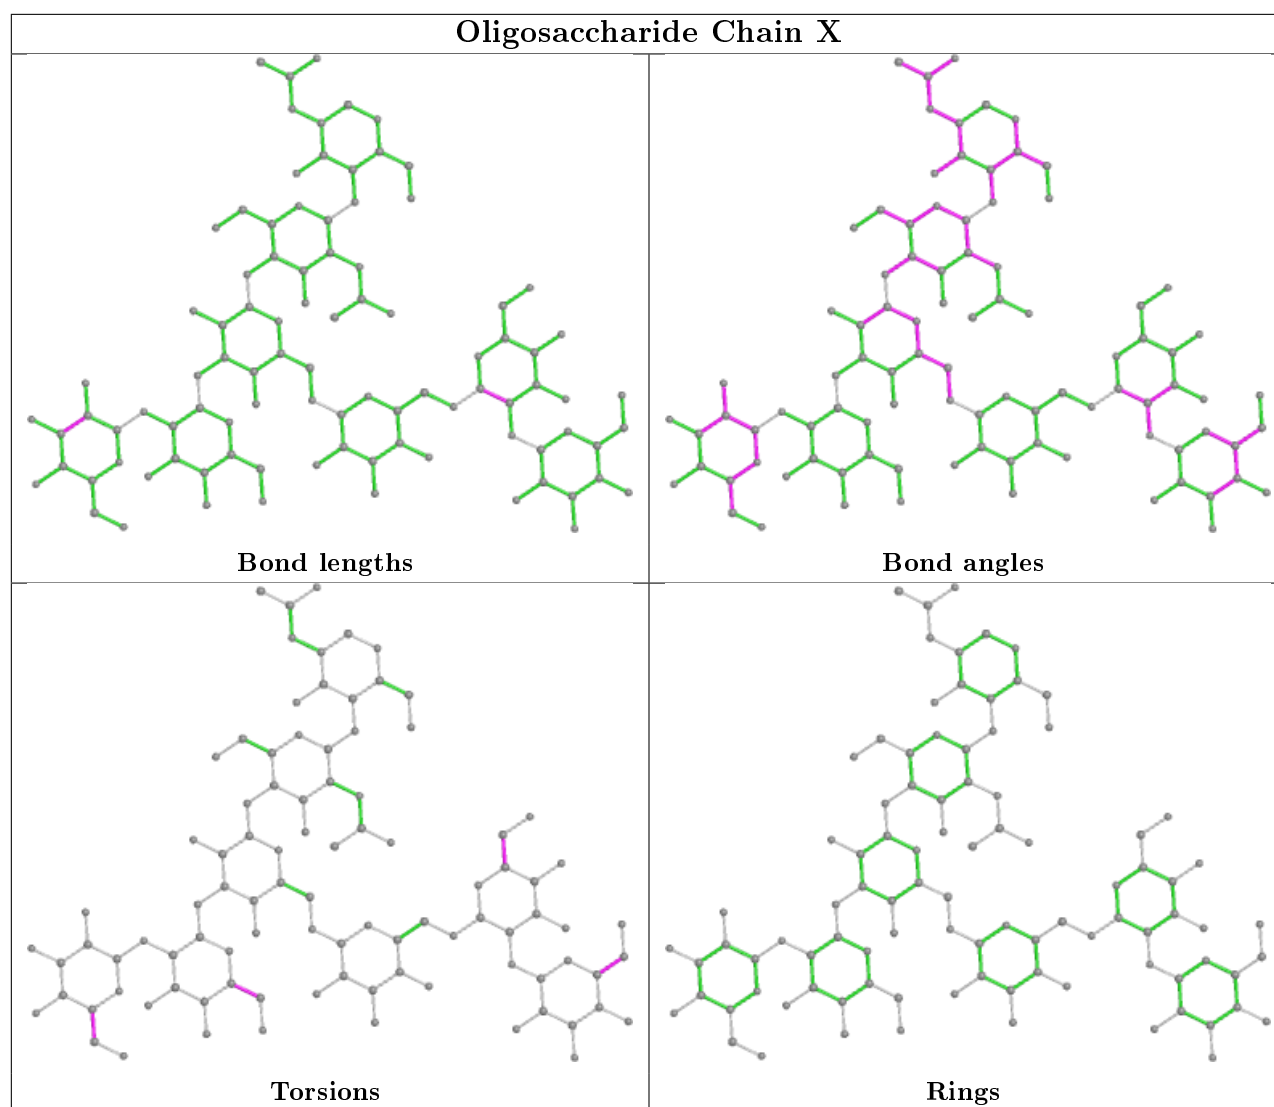 Oligosaccharide Chain X
Bond lengths
Bond angles
Torsions
Rings